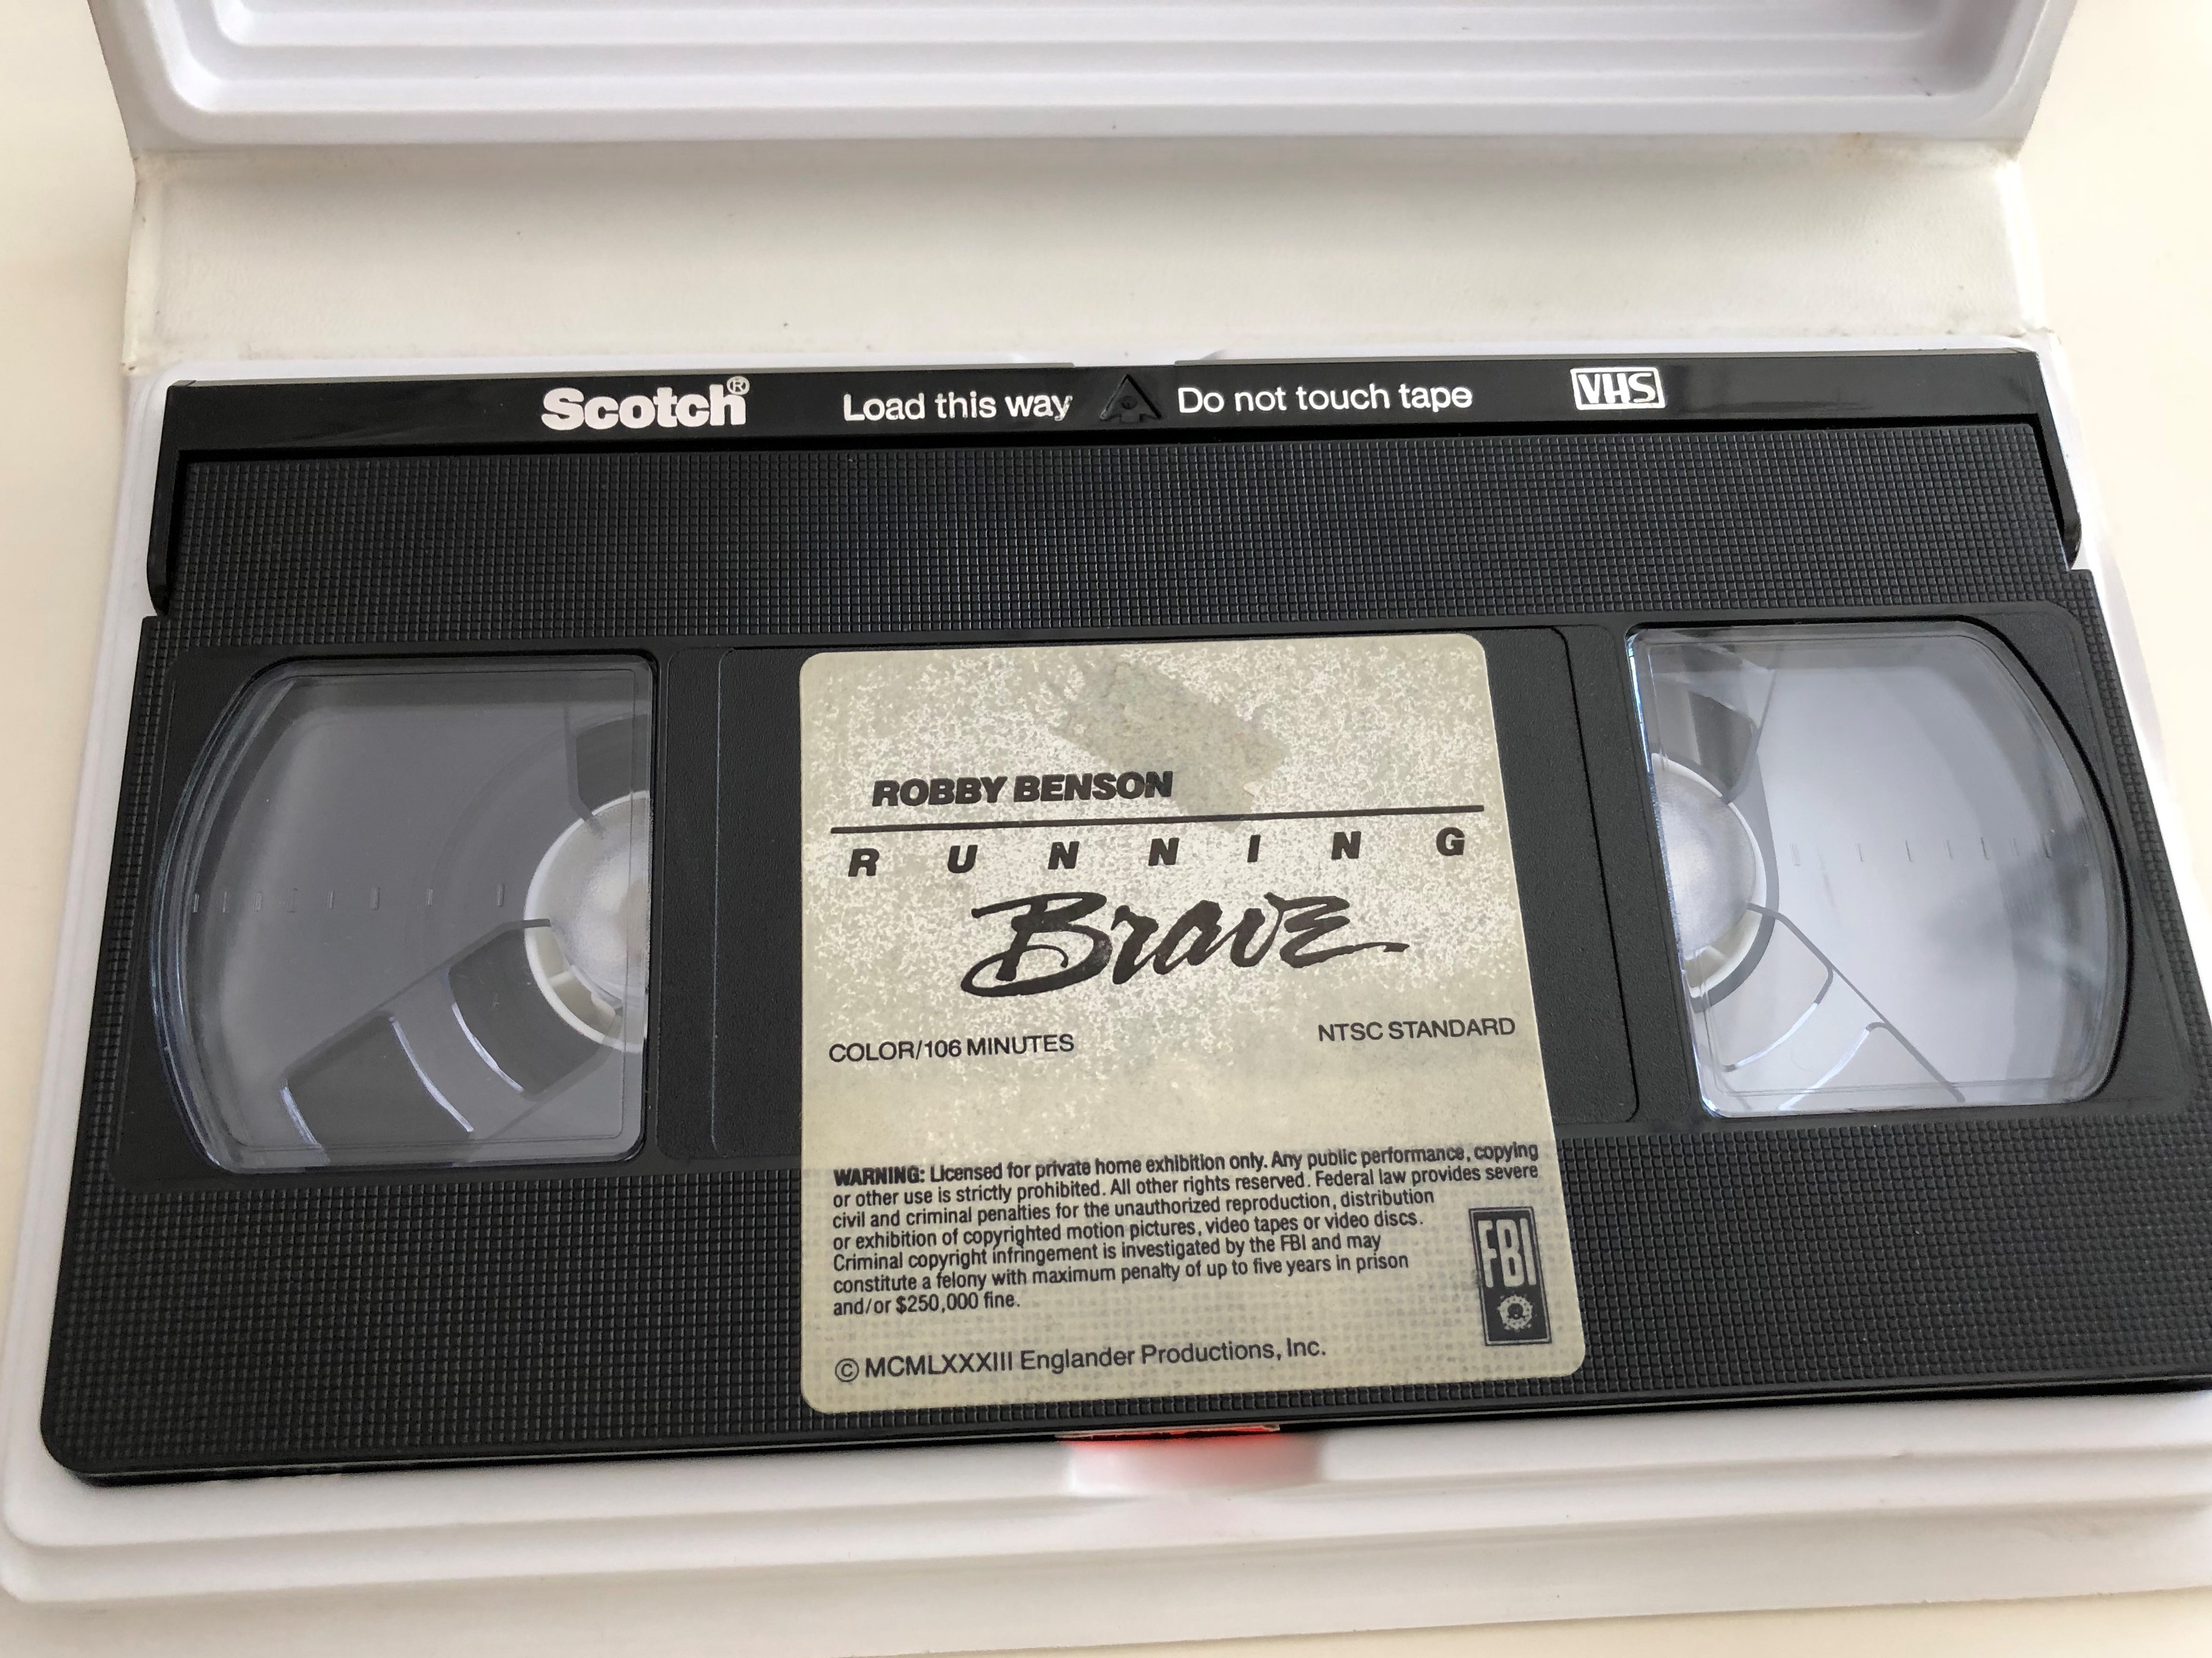 Scotch® Load this way Do not touch tape VHS
ROBBY BENSON
RUNNING
Brave
COLOR/106 MINUTES NTSC STANDARD
WARNING: Licensed for private home exhibition only. Any public performance, copying
or other use is strictly prohibited. All other rights reserved. Federal law provides severe
civil and criminal penalties for the unauthorized reproduction, distribution
or exhibition of copyrighted motion pictures, video tapes or video discs.
Criminal copyright infringement is investigated by the FBI and may
constitute a felony with maximum penalty of up to five years in prison
and/or $250,000 fine.
FBI
© MCMLXXXIII Englander Productions, Inc.